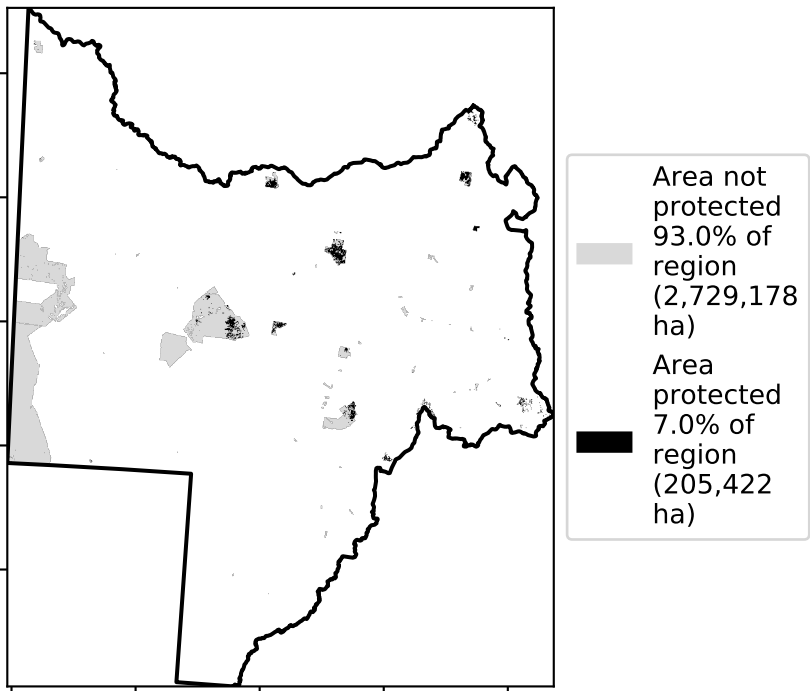 Area not
protected
93.0% of
region
(2,729,178
ha)
Area
protected
7.0% of
region
(205,422
ha)